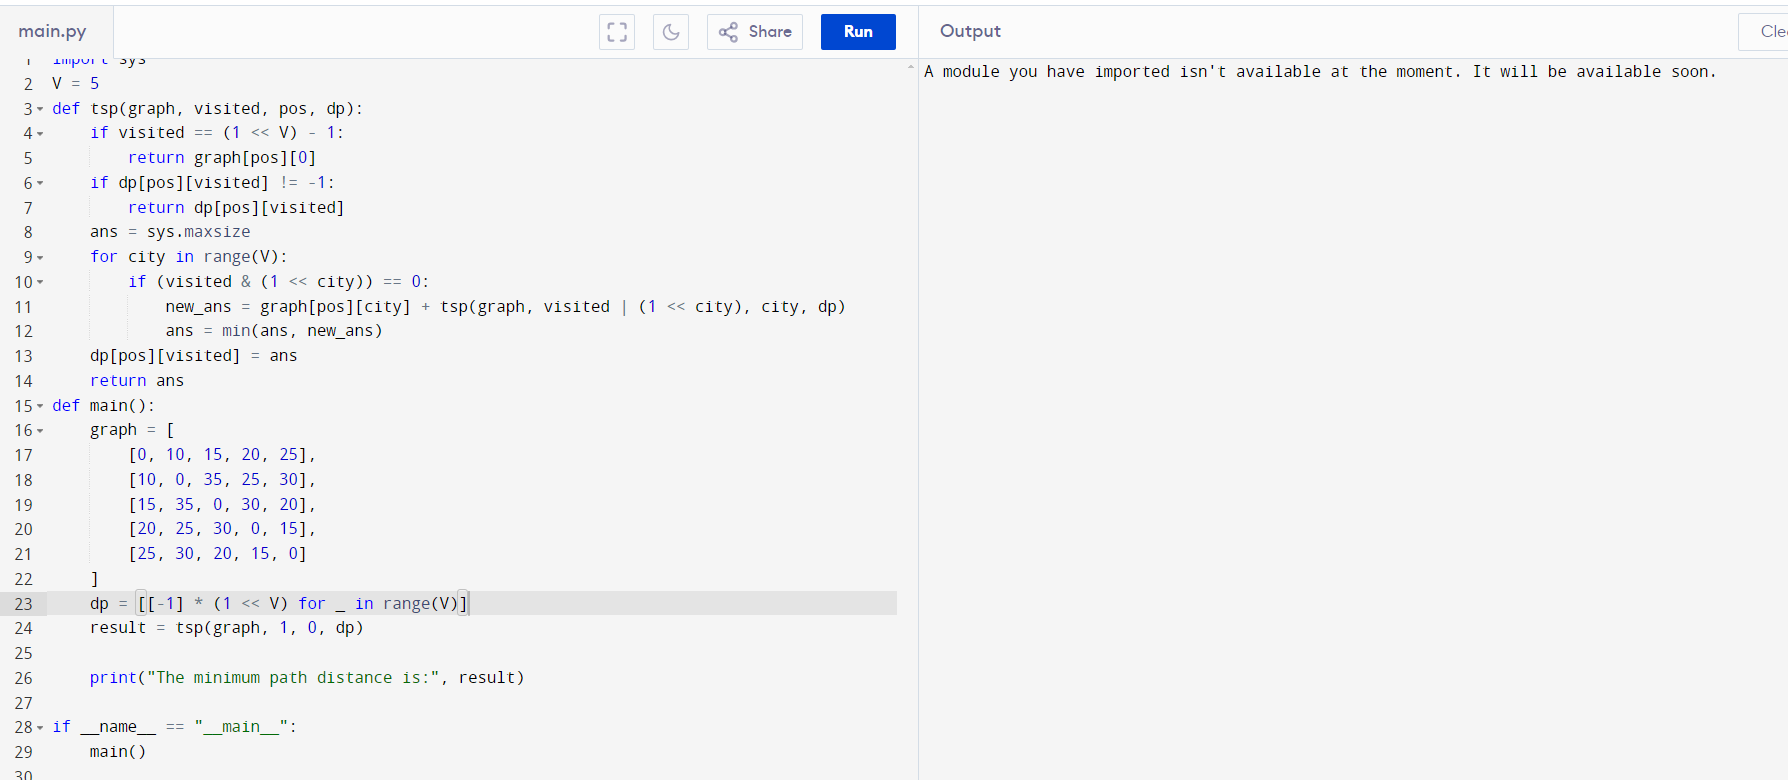 main.py
Share
Run
Output
1 import sys
2 V = 5
3 def tsp(graph, visited, pos, dp):
4     if visited == (1 << V) - 1:
5         return graph[pos][0]
6     if dp[pos][visited] != -1:
7         return dp[pos][visited]
8     ans = sys.maxsize
9     for city in range(V):
10         if (visited & (1 << city)) == 0:
11             new_ans = graph[pos][city] + tsp(graph, visited | (1 << city), city, dp)
12             ans = min(ans, new_ans)
13     dp[pos][visited] = ans
14     return ans
15 def main():
16     graph = [
17         [0, 10, 15, 20, 25],
18         [10, 0, 35, 25, 30],
19         [15, 35, 0, 30, 20],
20         [20, 25, 30, 0, 15],
21         [25, 30, 20, 15, 0]
22     ]
23     dp = [[-1] * (1 << V) for _ in range(V)]
24     result = tsp(graph, 1, 0, dp)
25
26     print("The minimum path distance is:", result)
27
28 if __name__ == "__main__":
29     main()
30
A module you have imported isn't available at the moment. It will be available soon.